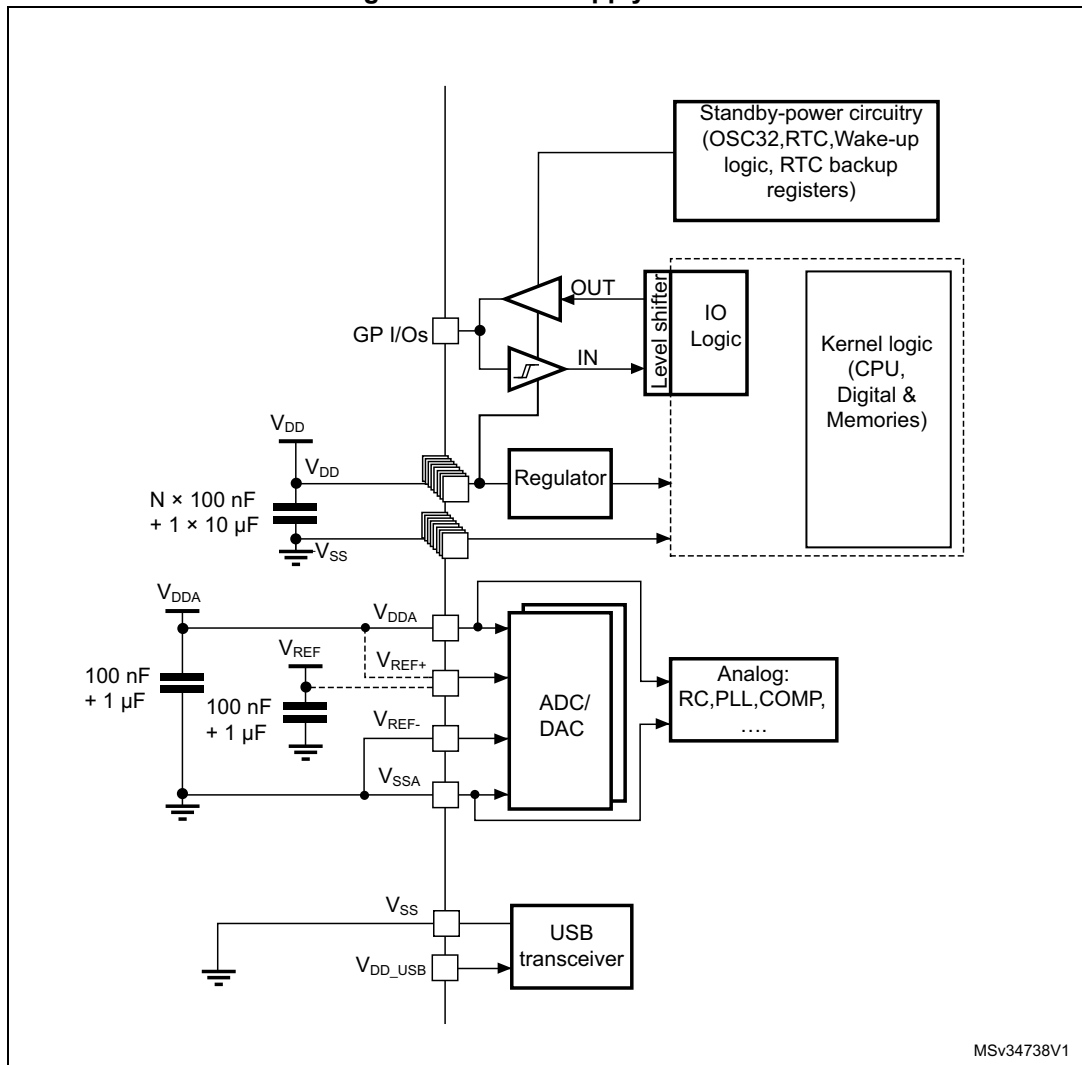 Standby-power circuitry
(OSC32,RTC,Wake-up
logic, RTC backup
registers)
OUT
Level shifter
IO
Logic
GP I/Os
IN
Kernel logic
(CPU,
Digital &
Memories)
VDD
VDD
Regulator
N × 100 nF
+ 1 × 10 µF
VSS
VDDA
VDDA
VREF
VREF+
100 nF
+ 1 µF
100 nF
+ 1 µF
VREF-
ADC/
DAC
Analog:
RC,PLL,COMP,
....
VSSA
VSS
USB
transceiver
VDD_USB
MSv34738V1